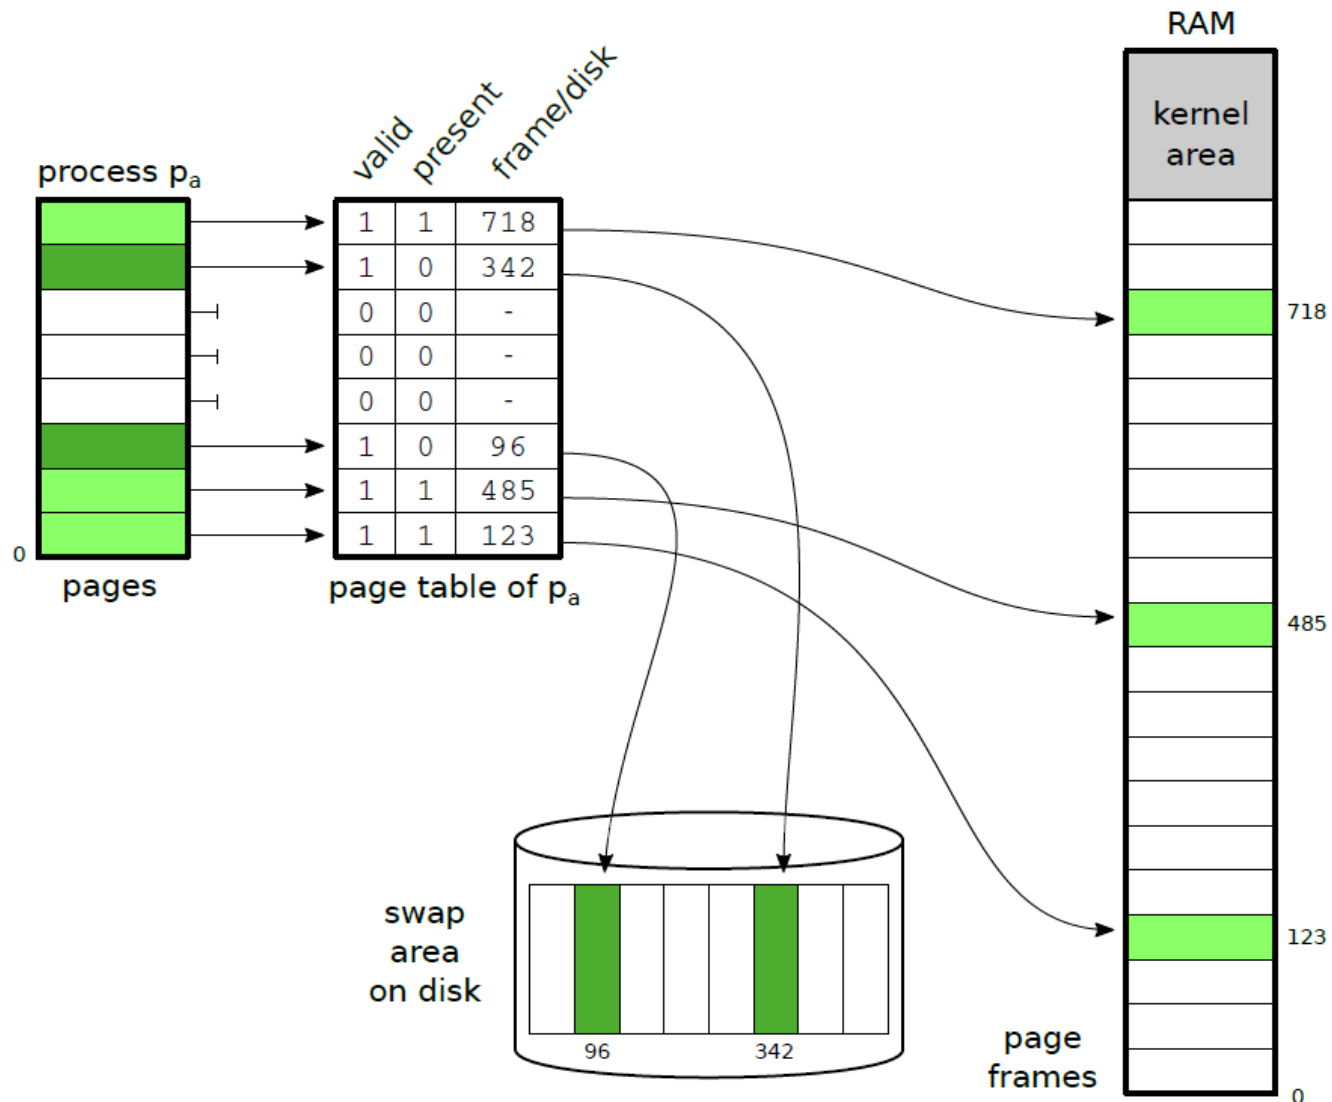 RAM
kernel
area
valid
present
frame/disk
process pa
1 1 718
1 0 342
0 0 -
0 0 -
0 0 -
1 0 96
1 1 485
1 1 123
0
pages
page table of pa
718
485
123
swap
area
on disk
96 342
page
frames
0